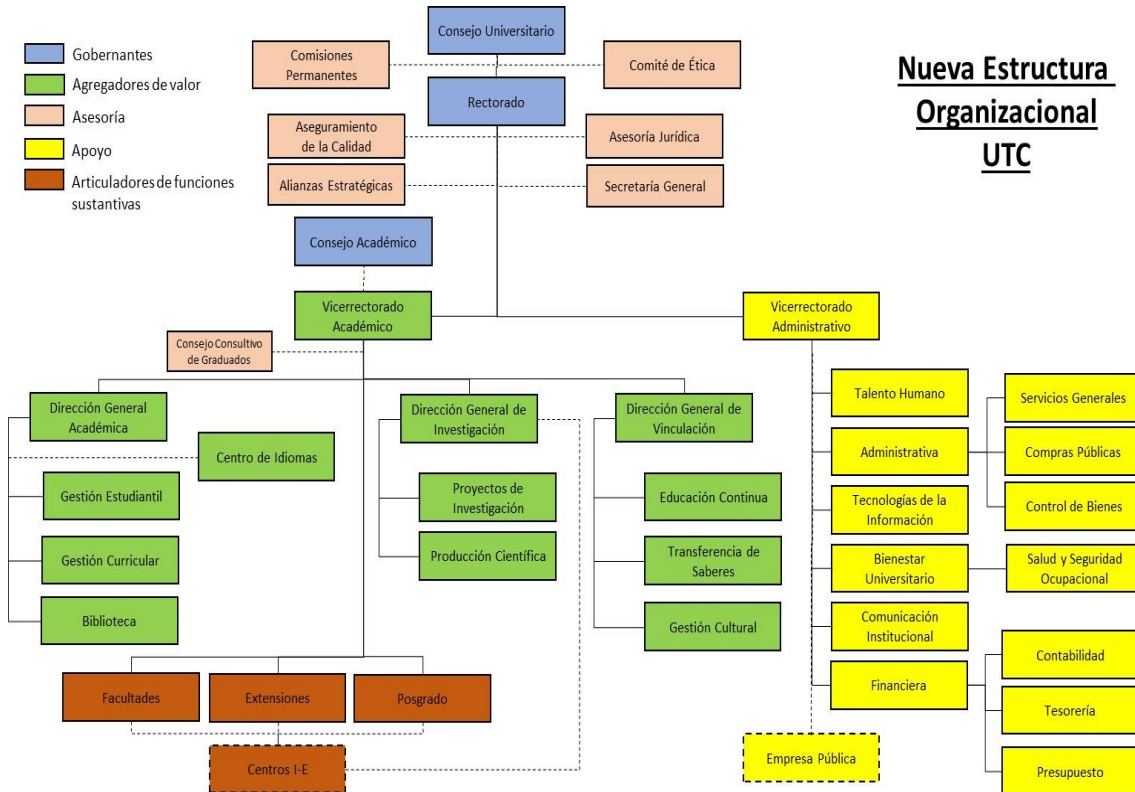 Consejo Universitario
Gobernantes
Agregadores de valor
Asesoría
Apoyo
Articuladores de funciones
sustantivas
Nueva Estructura
Organizacional
UTC
Comisiones
Permanentes
Comité de Ética
Rectorado
Aseguramiento
de la Calidad
Asesoría Jurídica
Alianzas Estratégicas
Secretaría General
Consejo Académico
Vicerrectorado
Académico
Vicerrectorado
Administrativo
Consejo Consultivo
de Graduados
Dirección General
Académica
Centro de Idiomas
Gestión Estudiantil
Gestión Curricular
Biblioteca
Dirección General de
Investigación
Proyectos de
Investigación
Producción Científica
Dirección General de
Vinculación
Educación Continua
Transferencia de
Saberes
Gestión Cultural
Facultades
Extensiones
Posgrado
Centros I-E
Talento Humano
Administrativa
Servicios Generales
Compras Públicas
Control de Bienes
Tecnologías de la
Información
Bienestar
Universitario
Salud y Seguridad
Ocupacional
Comunicación
Institucional
Financiera
Contabilidad
Tesorería
Presupuesto
Empresa Pública